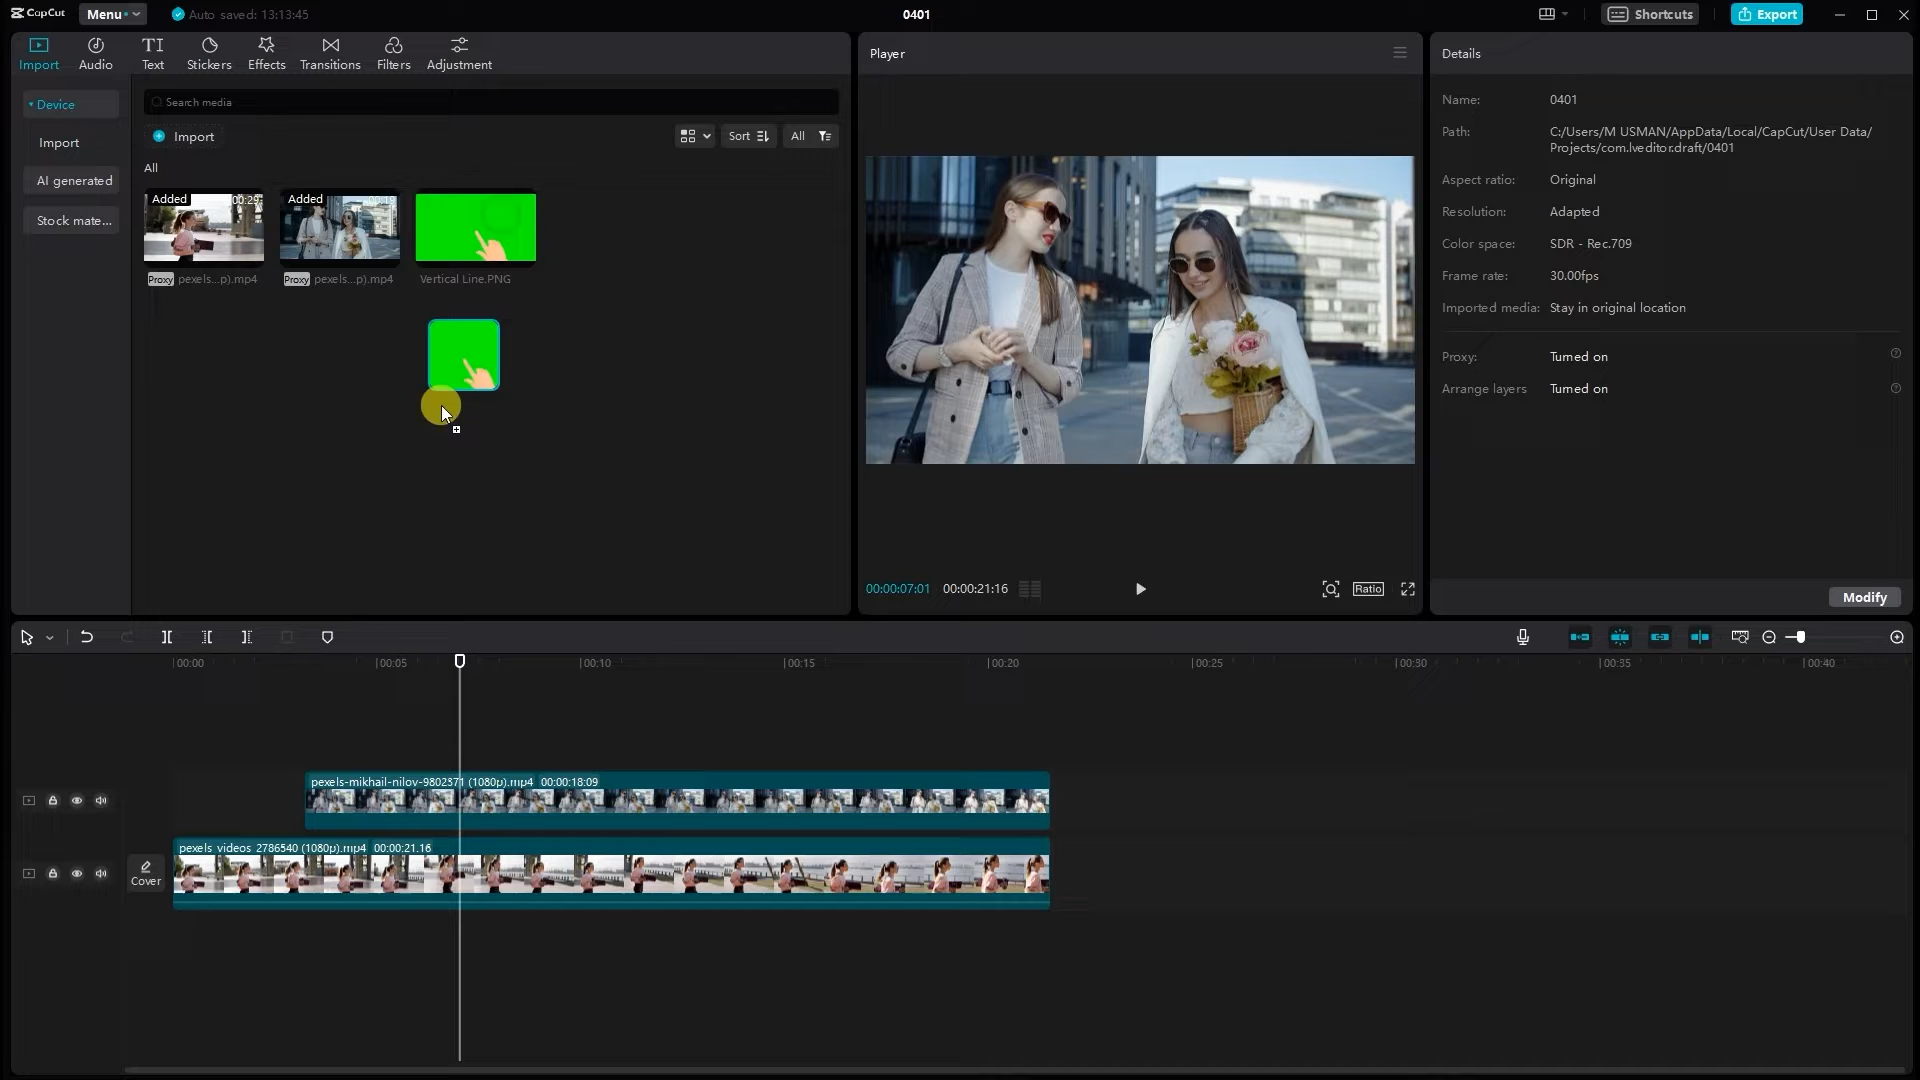 CapCut
Menu
Auto saved: 13:13:45
0401
Shortcuts
Export
Import
Audio
Text
Stickers
Effects
Transitions
Filters
Adjustment
Device
Import
AI generated
Stock mate...
Search media
Import
Sort
All
All
Added
00:29
Added
Proxy pexels...p).mp4
Proxy pexels...p).mp4
Vertical Line.PNG
Player
00:00:07:01
00:00:21:16
Ratio
Details
Name:
0401
Path:
C:/Users/M USMAN/AppData/Local/CapCut/User Data/
Projects/com.lveditor.draft/0401
Aspect ratio:
Original
Resolution:
Adapted
Color space:
SDR - Rec.709
Frame rate:
30.00fps
Imported media:
Stay in original location
Proxy:
Turned on
Arrange layers
Turned on
Modify
00:00
00:05
00:10
00:15
00:20
00:25
00:30
00:35
00:40
pexels-mikhail-nilov-9802371 (1080p).mp4 00:00:18:09
pexels videos 2786540 (1080p).mp4 00:00:21.16
Cover